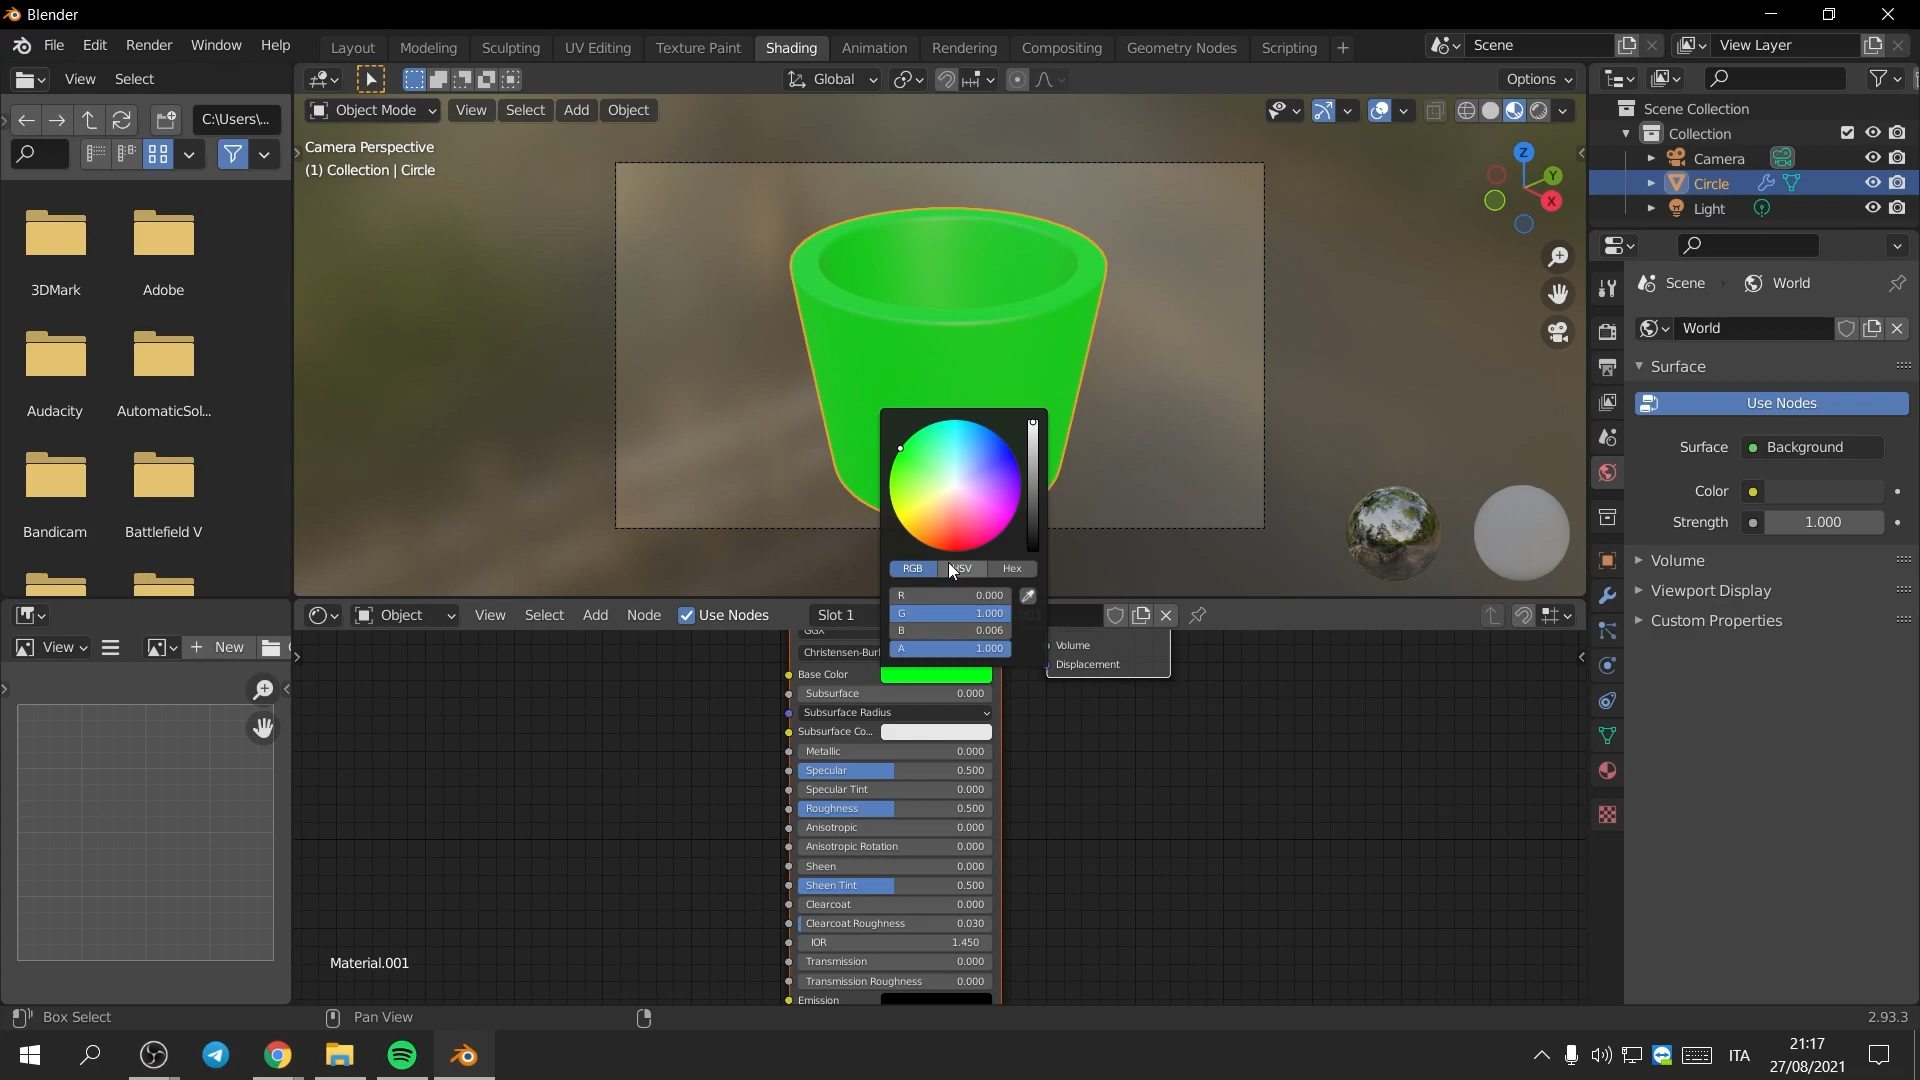 Blender
File Edit Render Window Help Layout Modeling Sculpting UV Editing Texture Paint Shading Animation Rendering Compositing Geometry Nodes Scripting + Scene View Layer
View Select Global Options
C:\Users\...
Object Mode View Select Add Object
Camera Perspective
(1) Collection | Circle
Z
Y
X
Scene Collection
Collection
Camera
Circle
Light
Scene World
World
Surface
Use Nodes
Surface Background
Color
Strength 1.000
Volume
Viewport Display
Custom Properties
3DMark Adobe
Audacity AutomaticSol...
Bandicam Battlefield V
RGB HSV Hex
R 0.000
G 1.000
B 0.006
A 1.000
Object View Select Add Node Use Nodes Slot 1
View New
GGX
Christensen-Burl
Base Color
Subsurface 0.000
Subsurface Radius
Subsurface Co...
Metallic 0.000
Specular 0.500
Specular Tint 0.000
Roughness 0.500
Anisotropic 0.000
Anisotropic Rotation 0.000
Sheen 0.000
Sheen Tint 0.500
Clearcoat 0.000
Clearcoat Roughness 0.030
IOR 1.450
Transmission 0.000
Transmission Roughness 0.000
Emission
Volume
Displacement
Material.001
Box Select Pan View 2.93.3
ITA
21:17
27/08/2021